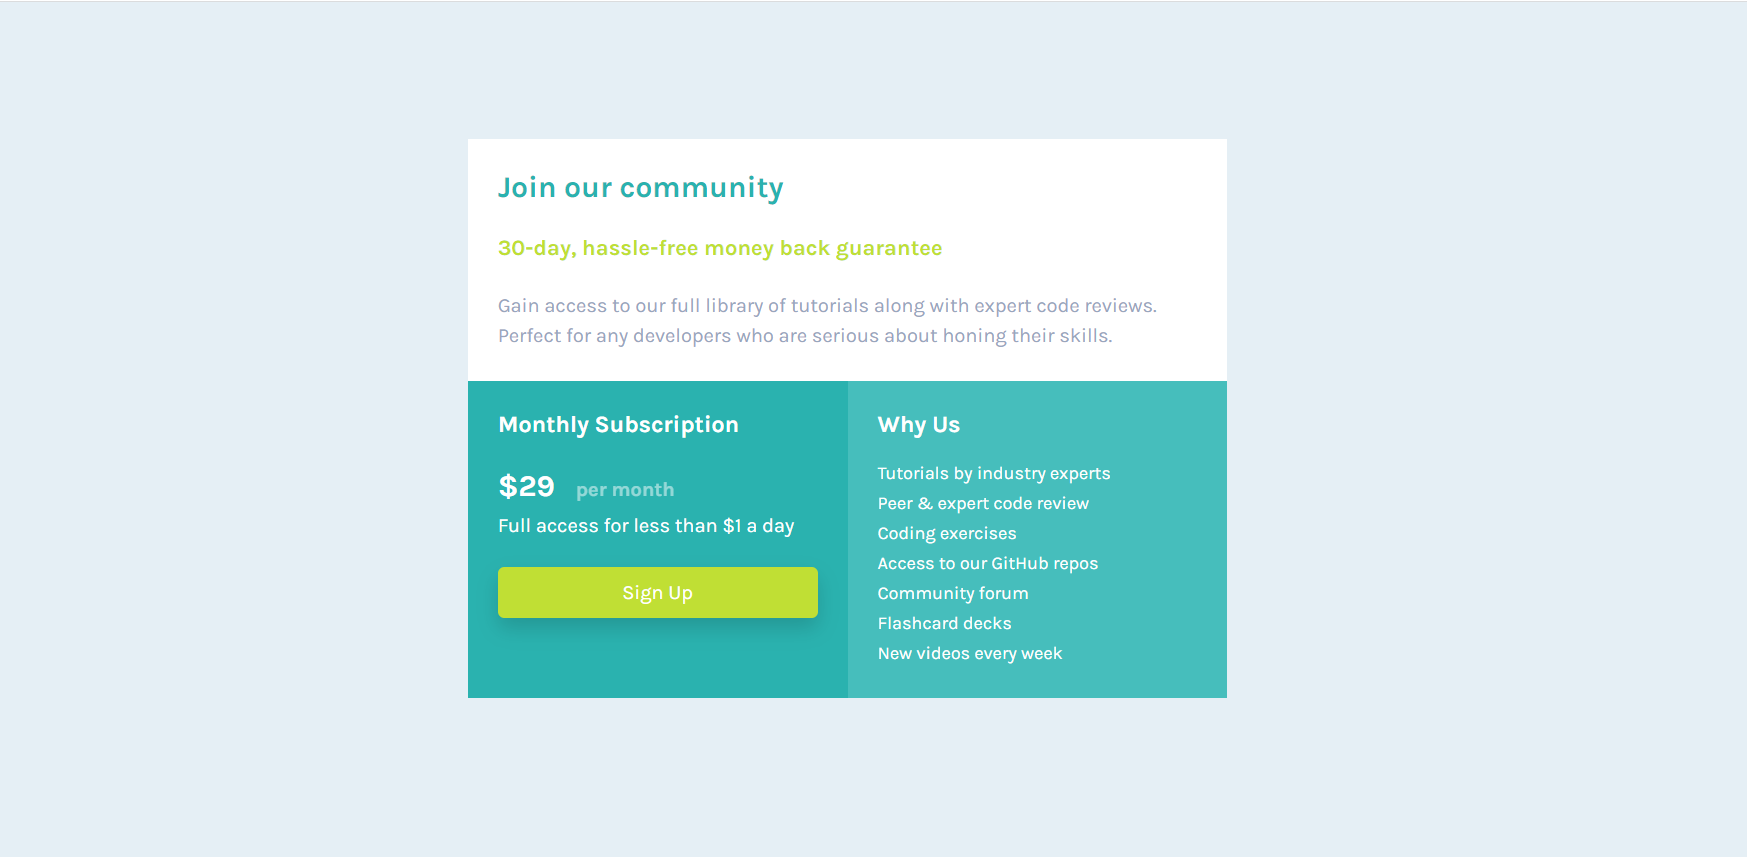 Join our community
30-day, hassle-free money back guarantee
Gain access to our full library of tutorials along with expert code reviews.
Perfect for any developers who are serious about honing their skills.
Monthly Subscription
$29 per month
Full access for less than $1 a day
Sign Up
Why Us
Tutorials by industry experts
Peer & expert code review
Coding exercises
Access to our GitHub repos
Community forum
Flashcard decks
New videos every week